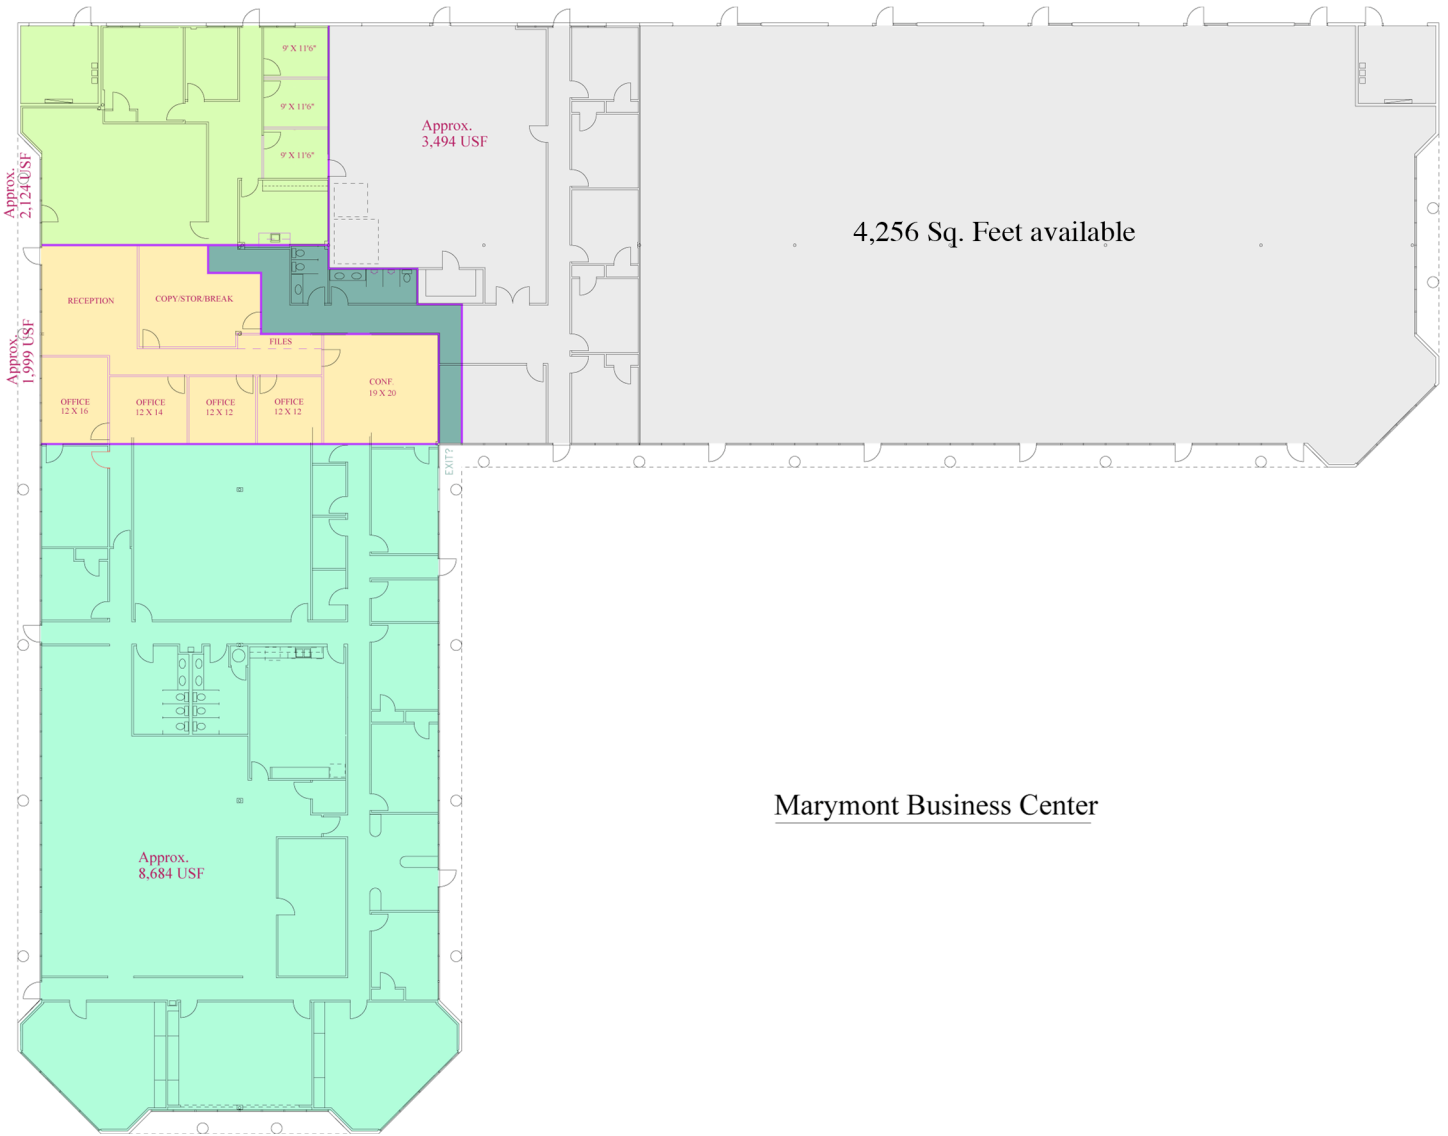 9' X 11'6"
9' X 11'6"
9' X 11'6"
Approx.
3,494 USF
Approx.
2,124 USF
4,256 Sq. Feet available
RECEPTION
COPY/STOR/BREAK
FILES
Approx.
1,999 USF
CONF.
19 X 20
OFFICE
12 X 16
OFFICE
12 X 14
OFFICE
12 X 12
OFFICE
12 X 12
EXIT?
Marymont Business Center
Approx.
8,684 USF